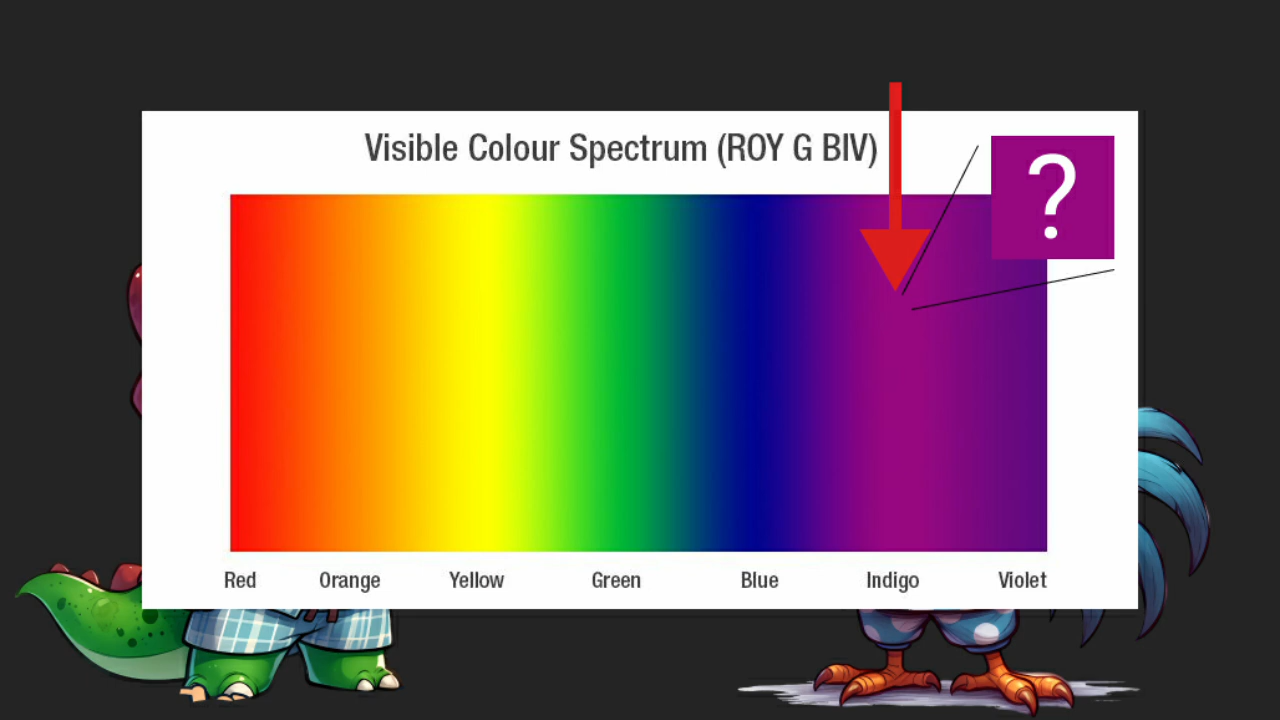 Visible Colour Spectrum (ROY G BIV)
?
Red Orange Yellow Green Blue Indigo Violet